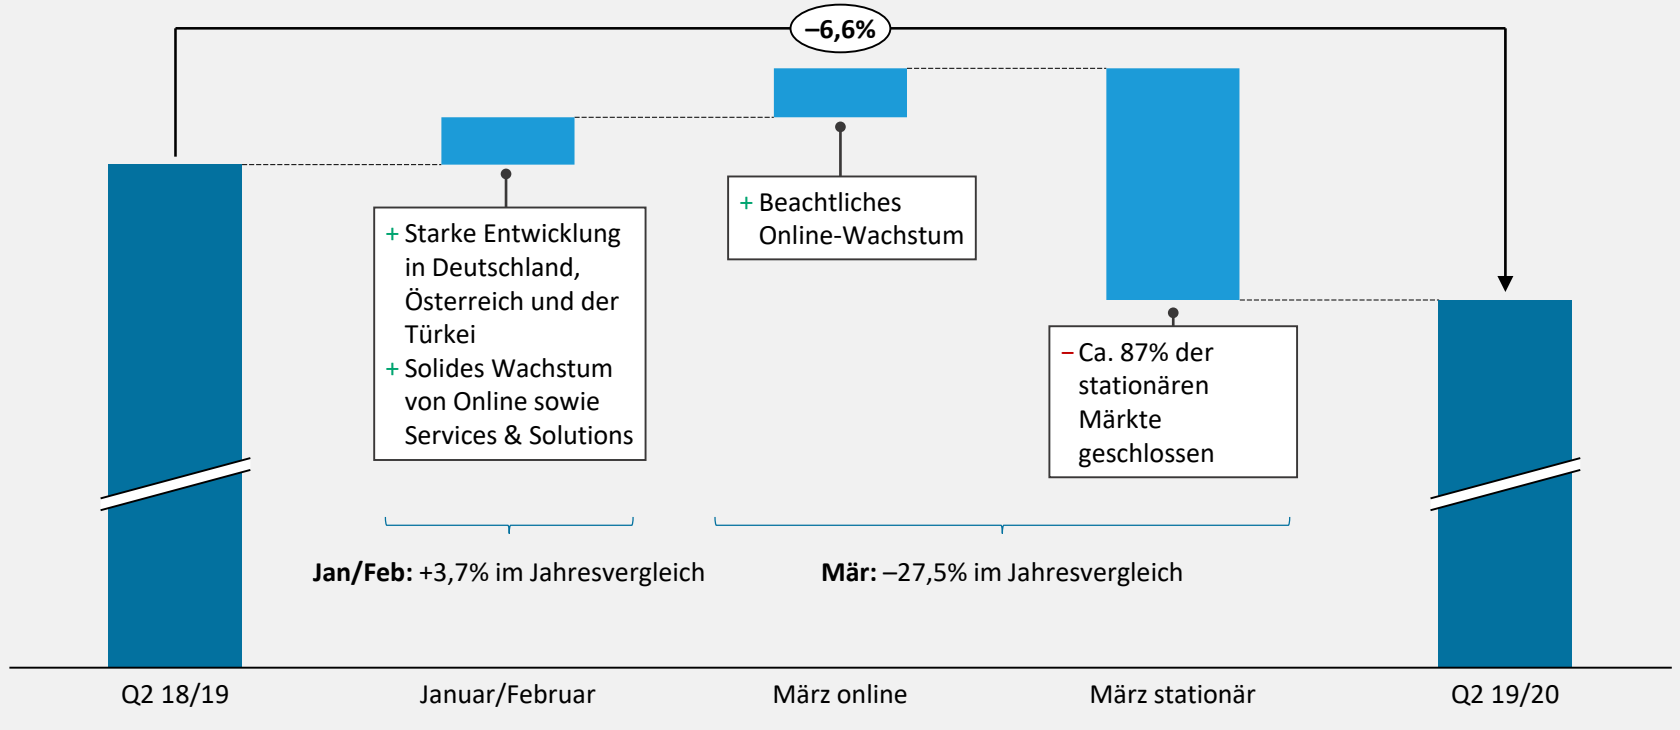 –6,6%
+ Starke Entwicklung
in Deutschland,
Österreich und der
Türkei
+ Solides Wachstum
von Online sowie
Services & Solutions
+ Beachtliches
Online-Wachstum
– Ca. 87% der
stationären
Märkte
geschlossen
Jan/Feb: +3,7% im Jahresvergleich
Mär: –27,5% im Jahresvergleich
Q2 18/19
Januar/Februar
März online
März stationär
Q2 19/20